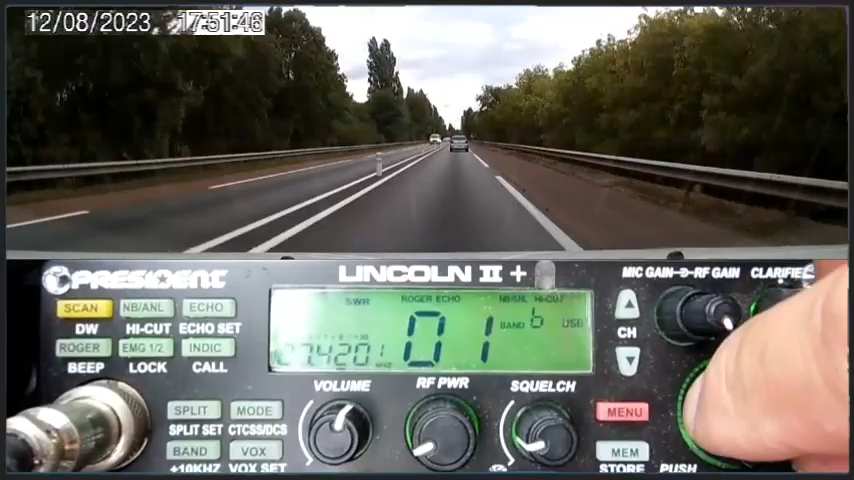 12/08/2023 17:51:46
PRESIDENT LINCOLN II + MIC GAIN RF GAIN CLARIFIER
SCAN NB/ANL ECHO
DW HI-CUT ECHO SET
ROGER EMG 1/2 INDIC
BEEP LOCK CALL
SWR ROGER ECHO NB/ANL HI-CUT
01 BAND b USB
27.4201
CH
VOLUME RF PWR SQUELCH
SPLIT MODE
SPLIT SET CTCSS/DCS
BAND VOX
+10KHZ VOX SET
MENU
MEM
STORE PUSH